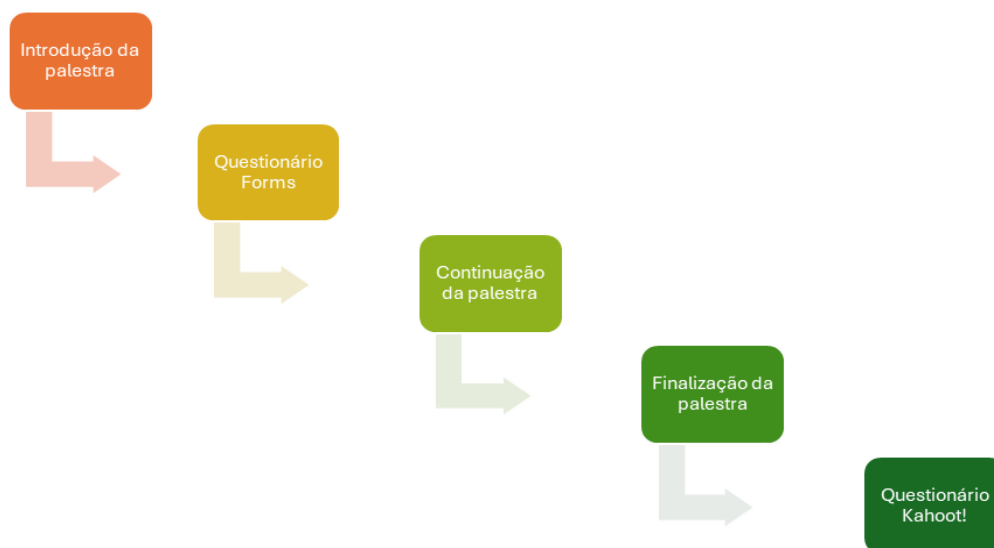 Introdução da
palestra
Questionário
Forms
Continuação
da palestra
Finalização da
palestra
Questionário
Kahoot!